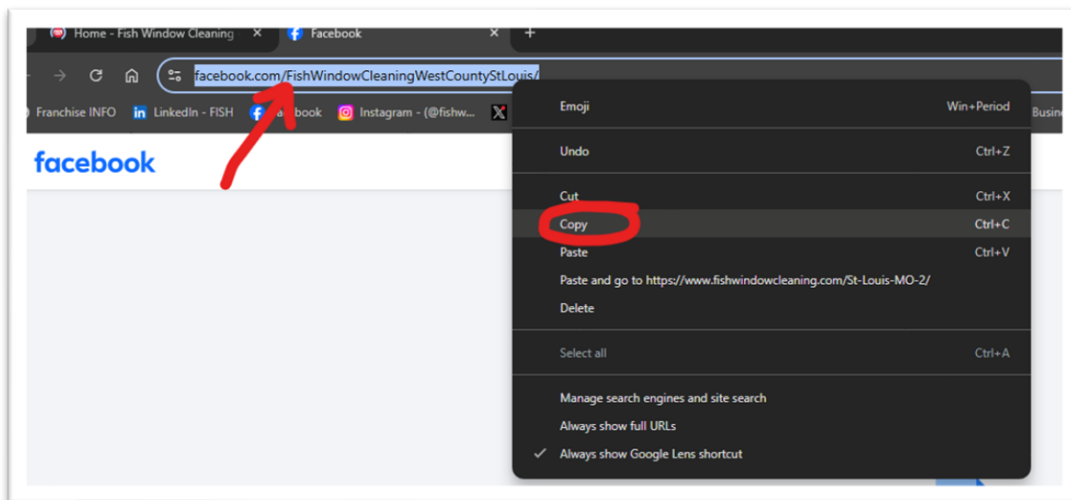 Home - Fish Window Cleaning
Facebook
facebook.com/FishWindowCleaningWestCountyStLouis/
Franchise INFO
LinkedIn - FISH
Instagram - (@fishw...
facebook
Emoji Win+Period
Undo Ctrl+Z
Cut Ctrl+X
Copy Ctrl+C
Paste Ctrl+V
Paste and go to https://www.fishwindowcleaning.com/St-Louis-MO-2/
Delete
Select all Ctrl+A
Manage search engines and site search
Always show full URLs
Always show Google Lens shortcut